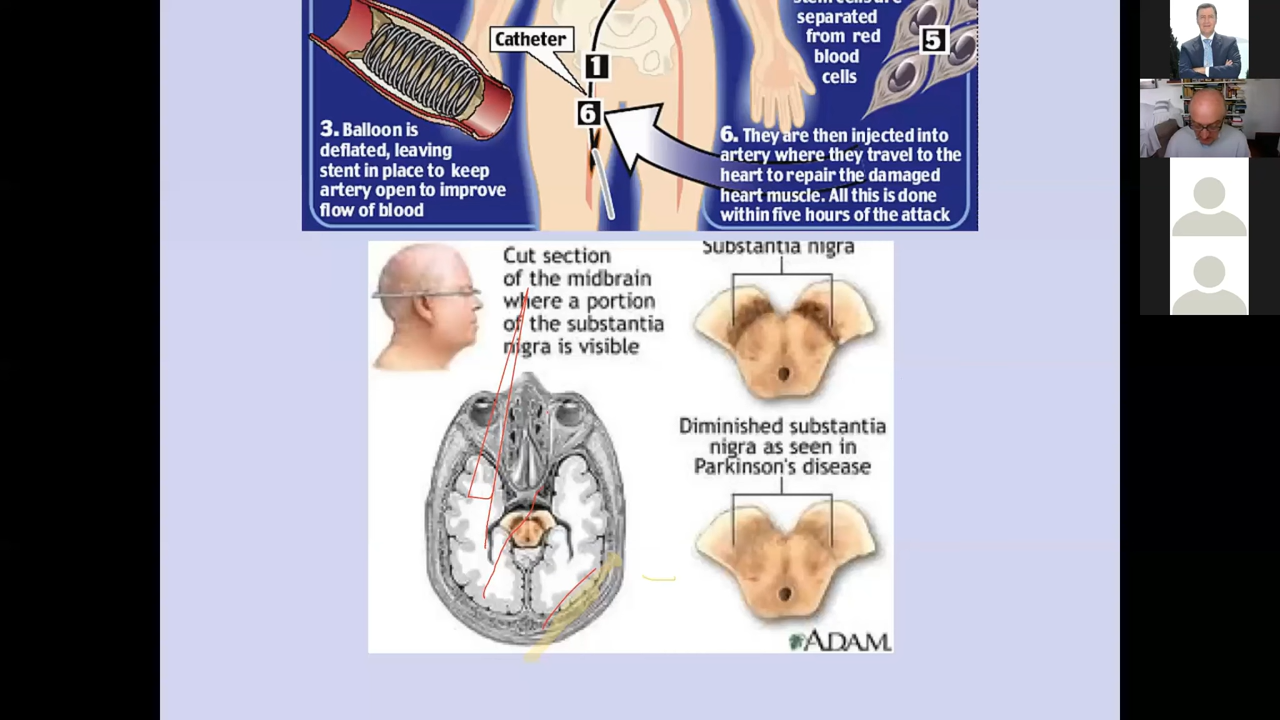 Catheter
1
6
stem cells are
separated
from red
blood
cells
5
3. Balloon is
deflated, leaving
stent in place to keep
artery open to improve
flow of blood
6. They are then injected into
artery where they travel to the
heart to repair the damaged
heart muscle. All this is done
within five hours of the attack
Cut section
of the midbrain
where a portion
of the substantia
nigra is visible
Substantia nigra
Diminished substantia
nigra as seen in
Parkinson's disease
ADAM.